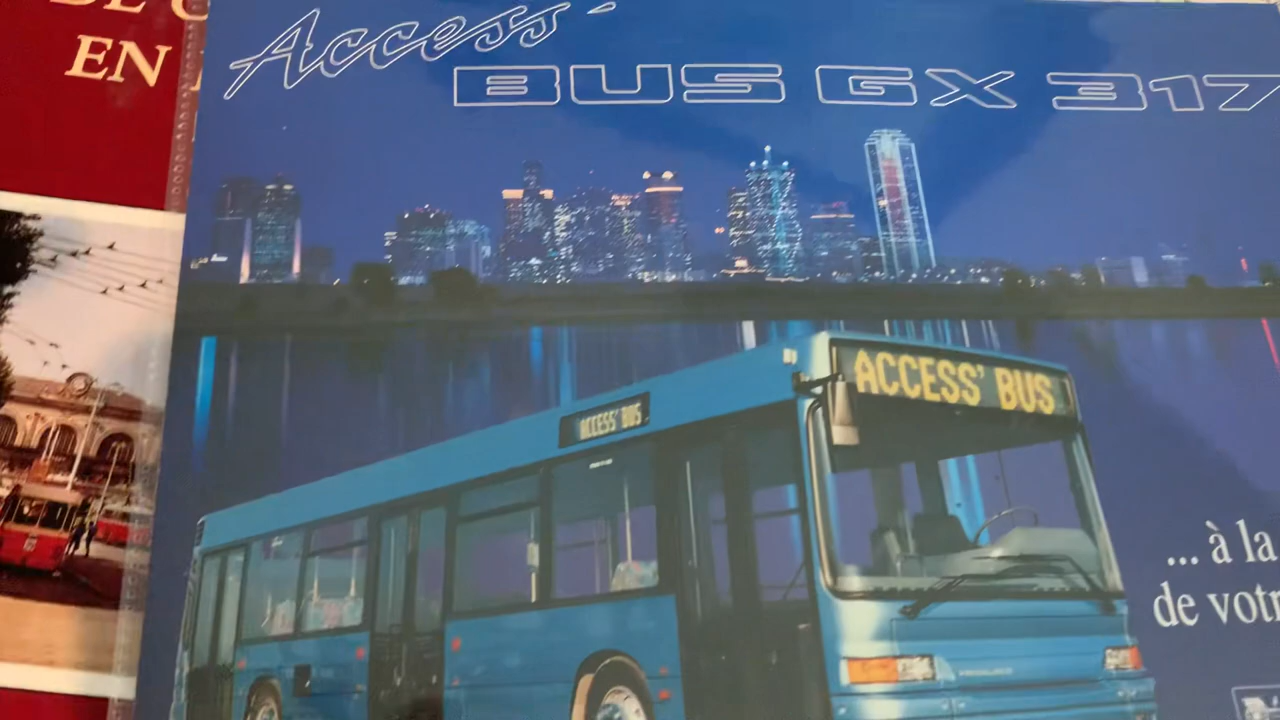 EN
Access'
BUS GX 317
ACCESS' BUS
ACCESS' BUS
... à la
de votr